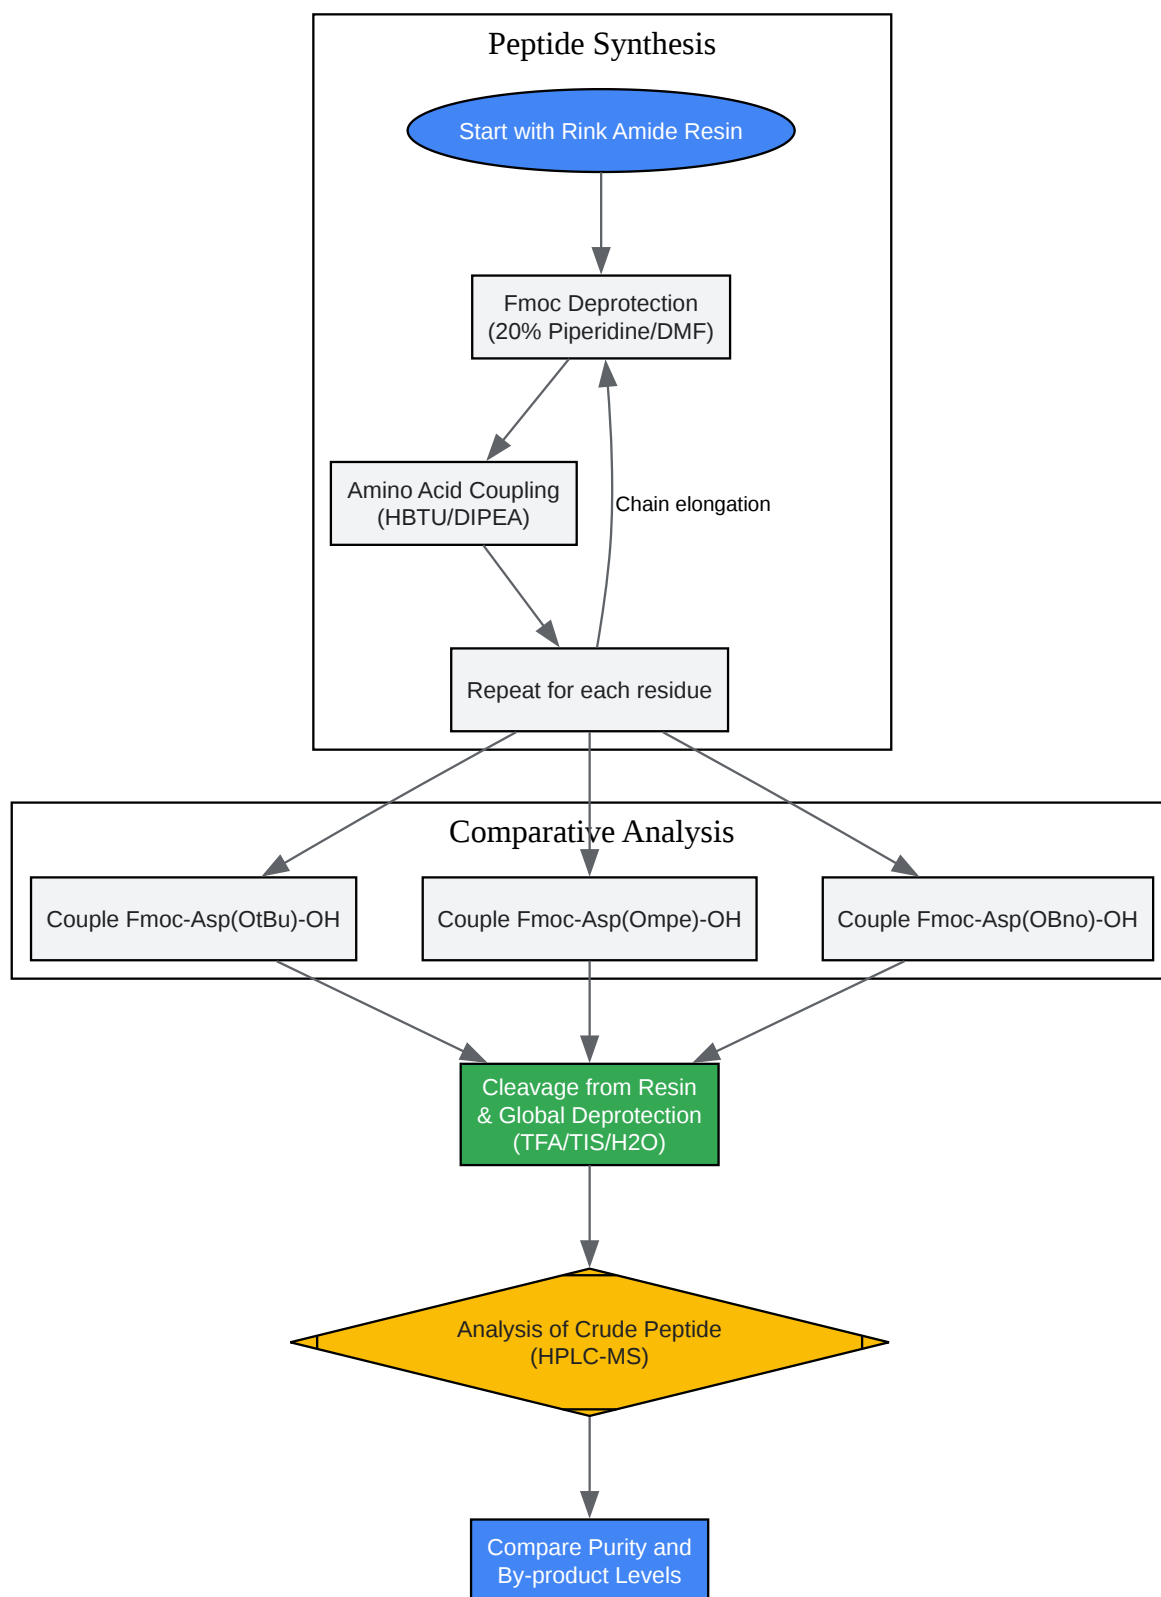 Peptide Synthesis
Start with Rink Amide Resin
Fmoc Deprotection
(20% Piperidine/DMF)
Amino Acid Coupling
(HBTU/DIPEA)
Chain elongation
Repeat for each residue
Comparative Analysis
Couple Fmoc-Asp(OtBu)-OH
Couple Fmoc-Asp(Ompe)-OH
Couple Fmoc-Asp(OBno)-OH
Cleavage from Resin
& Global Deprotection
(TFA/TIS/H2O)
Analysis of Crude Peptide
(HPLC-MS)
Compare Purity and
By-product Levels